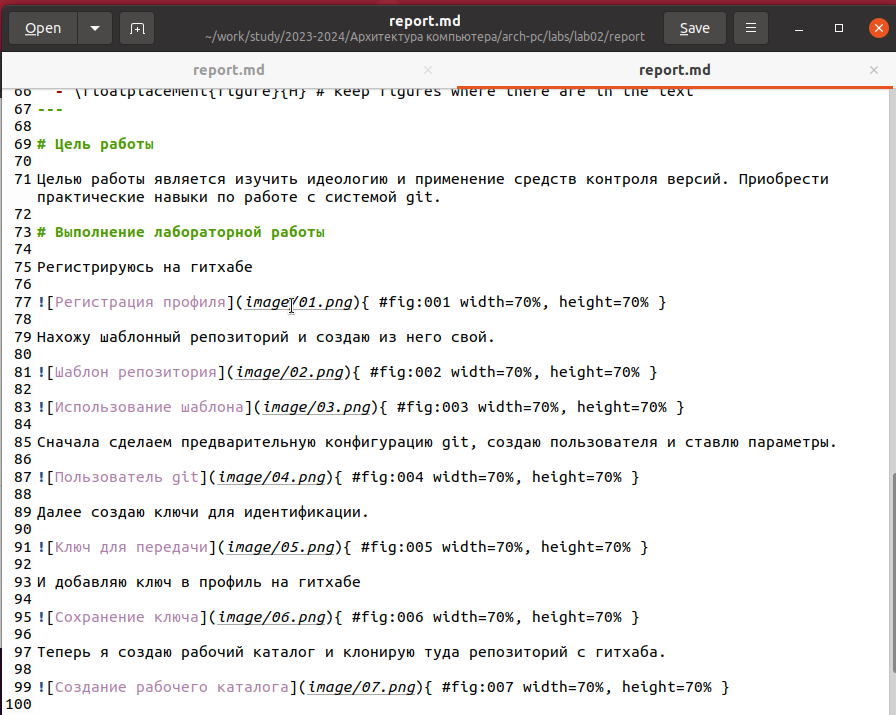 Open
report.md
~/work/study/2023-2024/Архитектура компьютера/arch-pc/labs/lab02/report
Save
report.md
report.md
66 - \floatplacement{figure}{H} # keep figures where there are in the text
67 ---
68
69 # Цель работы
70
71 Целью работы является изучить идеологию и применение средств контроля версий. Приобрести
практические навыки по работе с системой git.
72
73 # Выполнение лабораторной работы
74
75 Регистрируюсь на гитхабе
76
77 ![Регистрация профиля](image/01.png){ #fig:001 width=70%, height=70% }
78
79 Нахожу шаблонный репозиторий и создаю из него свой.
80
81 ![Шаблон репозитория](image/02.png){ #fig:002 width=70%, height=70% }
82
83 ![Использование шаблона](image/03.png){ #fig:003 width=70%, height=70% }
84
85 Сначала сделаем предварительную конфигурацию git, создаю пользователя и ставлю параметры.
86
87 ![Пользователь git](image/04.png){ #fig:004 width=70%, height=70% }
88
89 Далее создаю ключи для идентификации.
90
91 ![Ключ для передачи](image/05.png){ #fig:005 width=70%, height=70% }
92
93 И добавляю ключ в профиль на гитхабе
94
95 ![Сохранение ключа](image/06.png){ #fig:006 width=70%, height=70% }
96
97 Теперь я создаю рабочий каталог и клонирую туда репозиторий с гитхаба.
98
99 ![Создание рабочего каталога](image/07.png){ #fig:007 width=70%, height=70% }
100